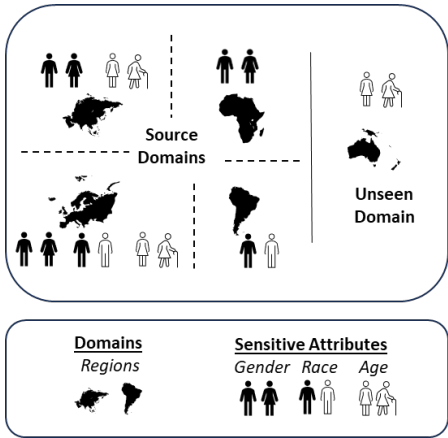 Source
Domains
Unseen
Domain
Domains
Regions
Sensitive Attributes
Gender Race Age